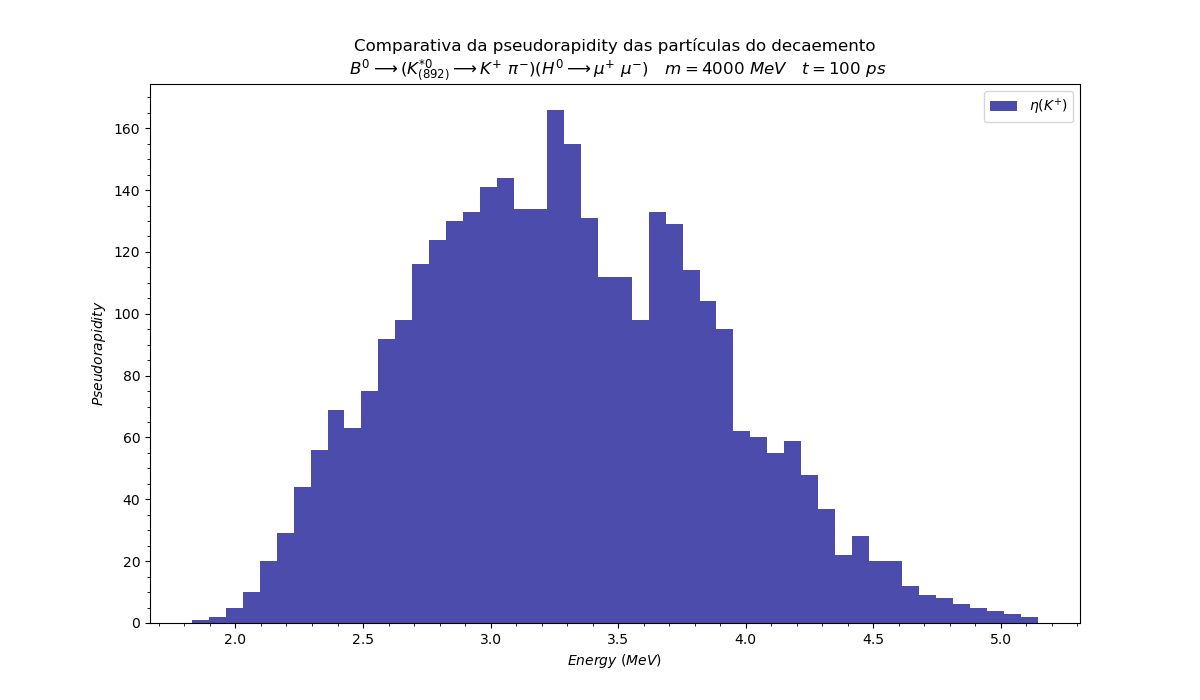 Comparativa da pseudorapidity das partículas do decaemento
B⁰ ⟶ (K*⁰₍₈₉₂₎ ⟶ K⁺ π⁻)(H⁰ ⟶ μ⁺ μ⁻) m = 4000 MeV t = 100 ps
η(K⁺)
160
140
120
100
80
60
40
20
0
Pseudorapidity
2.0 2.5 3.0 3.5 4.0 4.5 5.0
Energy (MeV)